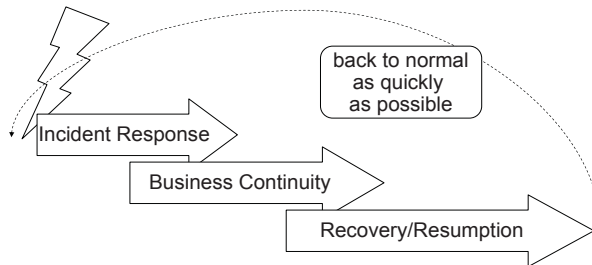 back to normal
as quickly
as possible
Incident Response
Business Continuity
Recovery/Resumption